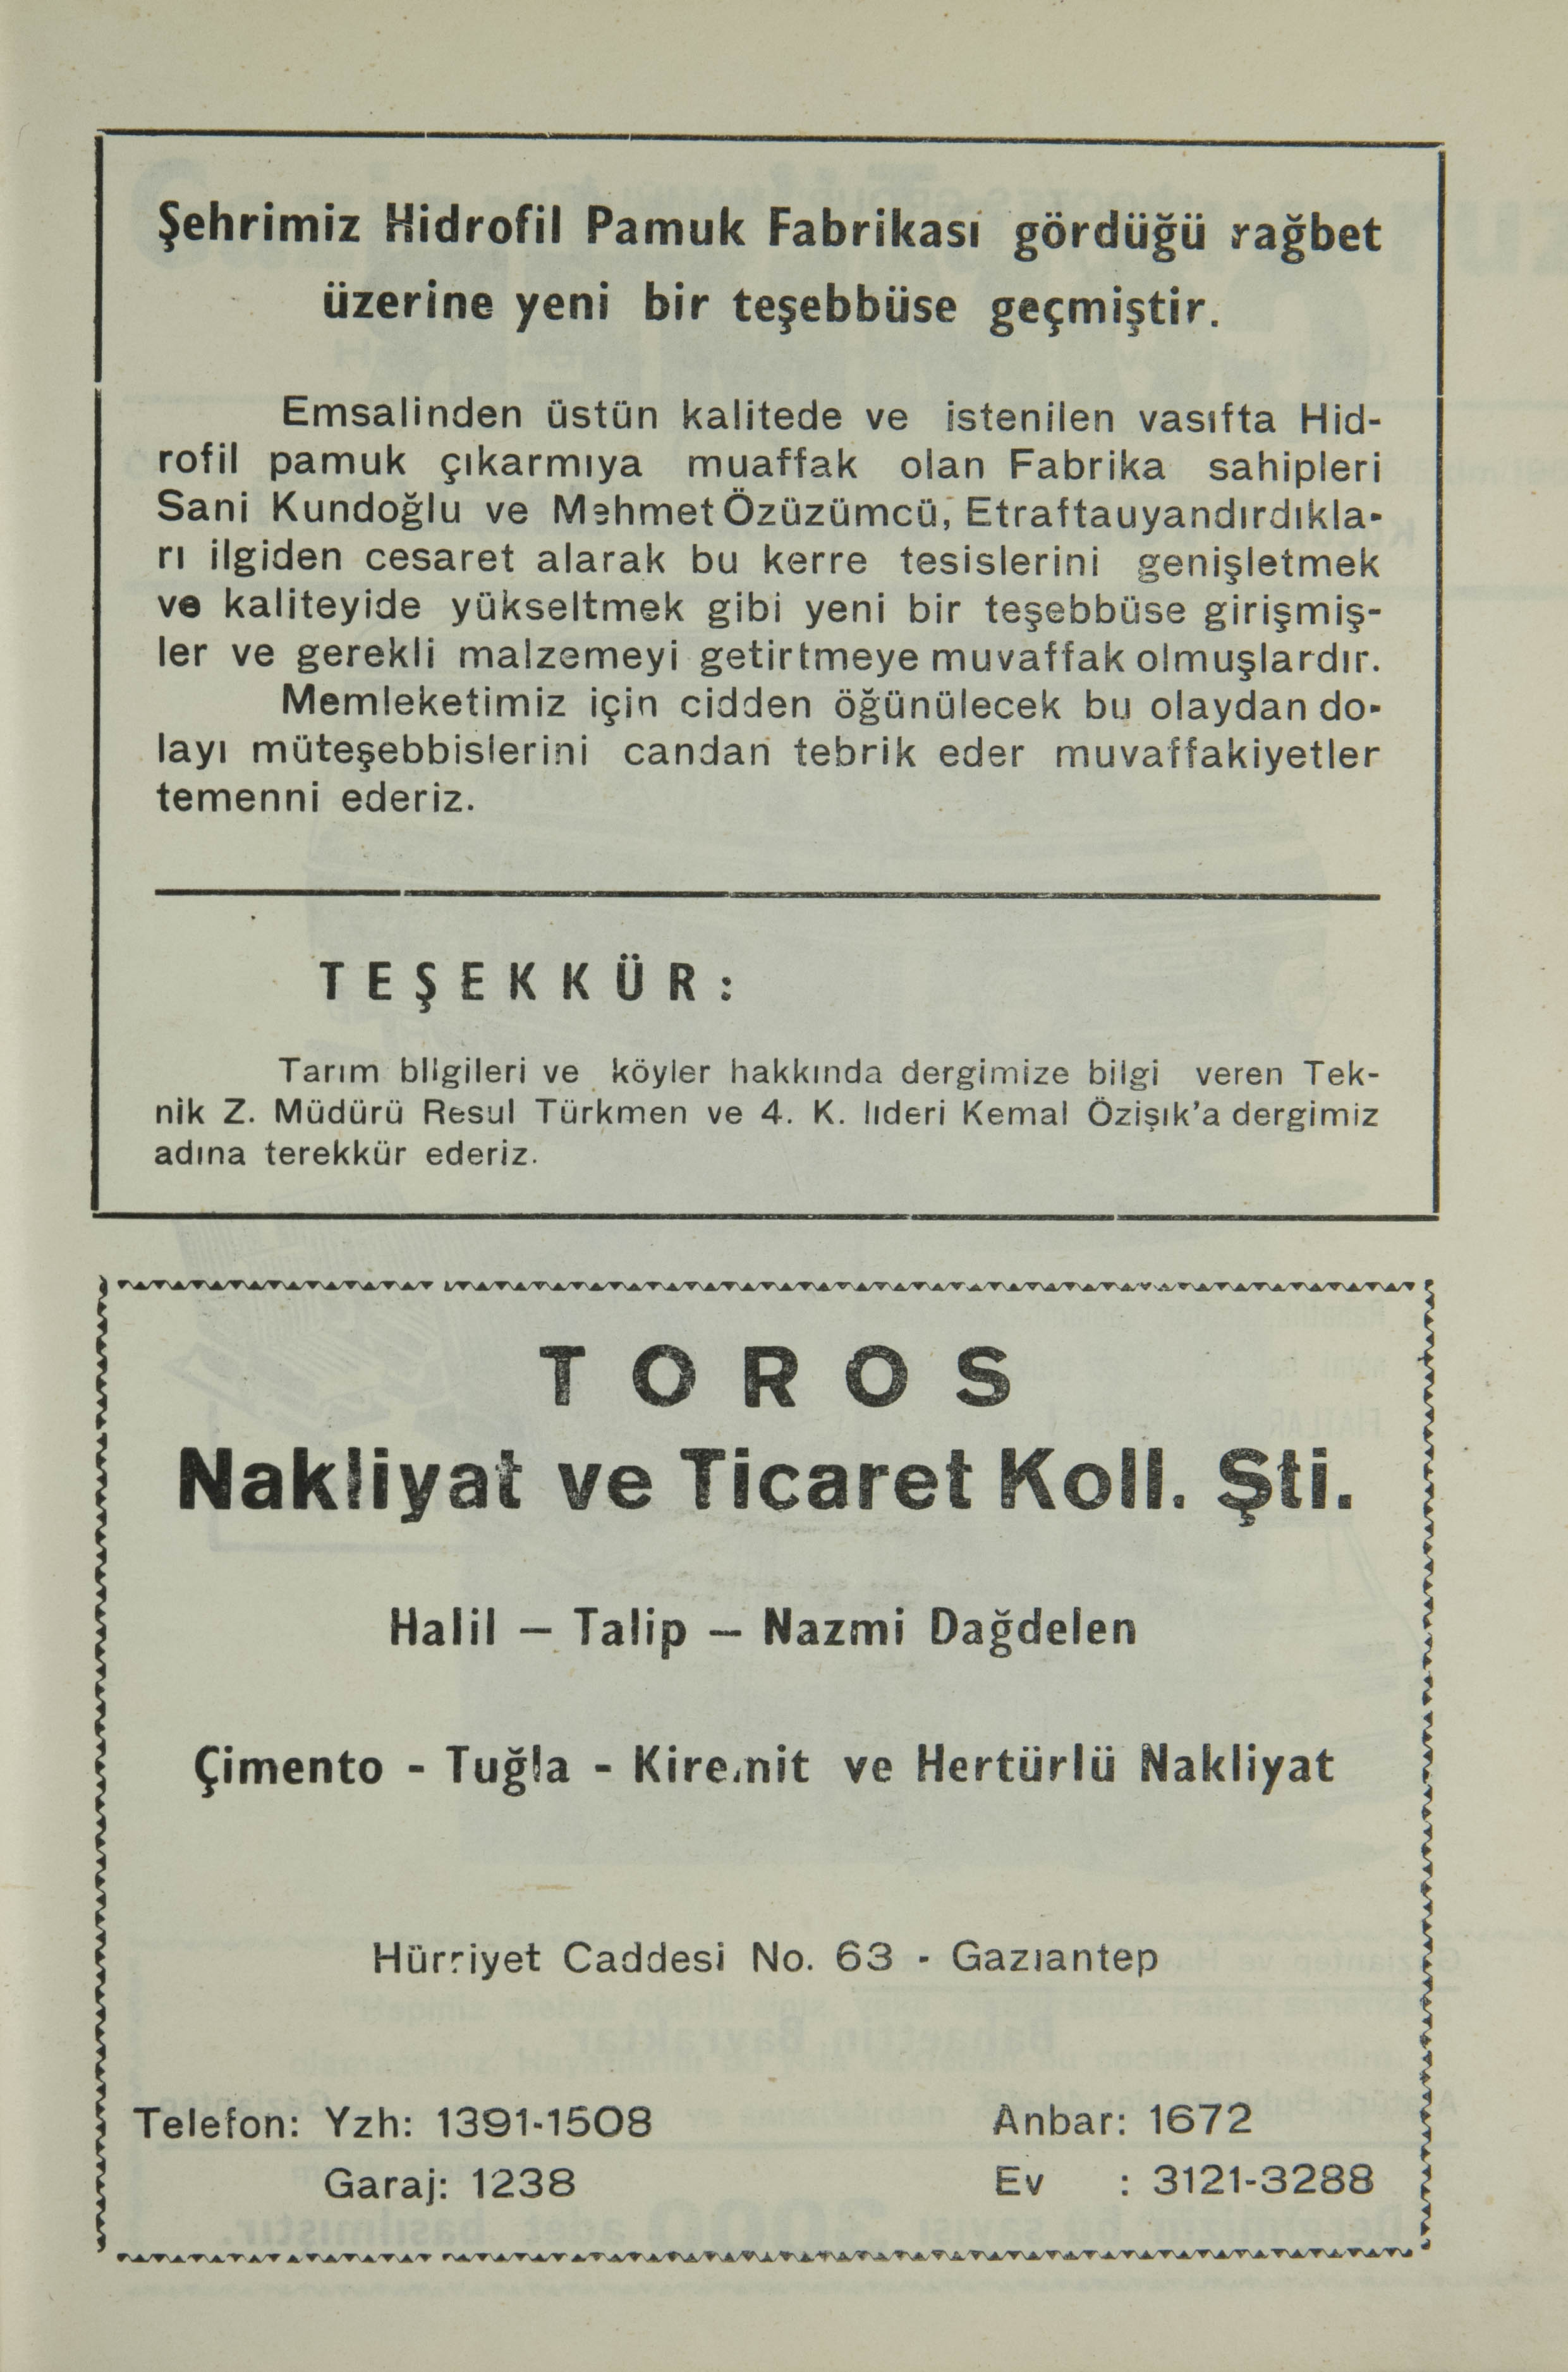 Şehrimiz Hidrofil Pamuk Fabrikası gördüğü rağbet
üzerine yeni bir teşebbüse geçmiştir.
Emsalinden üstün kalitede ve istenilen vasıfta Hid-
rofil pamuk çıkarmıya muaffak olan Fabrika sahipleri
Sani Kundoğlu ve Mehmet Özüzümcü, Etraftauyandırdıkla-
rı ilgiden cesaret alarak bu kerre tesislerini genişletmek
ve kaliteyide yükseltmek gibi yeni bir teşebbüse girişmiş-
ler ve gerekli malzemeyi getirtmeye muvaffak olmuşlardır.
Memleketimiz için cidden öğünülecek bu olaydan do-
layı müteşebbislerini candan tebrik eder muvaffakiyetler
temenni ederiz.
TEŞEKKÜR:
Tarım bligileri ve köyler hakkında dergimize bilgi veren Tek-
nik Z. Müdürü Resul Türkmen ve 4. K. lıderi Kemal Özişık'a dergimiz
adına terekkür ederiz.
TOROS
Nakliyat ve Ticaret Koll. Şti.
Halil — Talip — Nazmi Dağdelen
Çimento - Tuğla - Kiremit ve Hertürlü Nakliyat
Hürriyet Caddesi No. 63 - Gazıantep
Telefon: Yzh: 1391-1508 Anbar: 1672
Garaj: 1238 Ev : 3121-3288